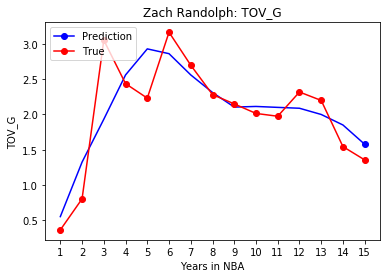 Zach Randolph: TOV_G
Prediction
True
TOV_G
3.0
2.5
2.0
1.5
1.0
0.5
1 2 3 4 5 6 7 8 9 10 11 12 13 14 15
Years in NBA